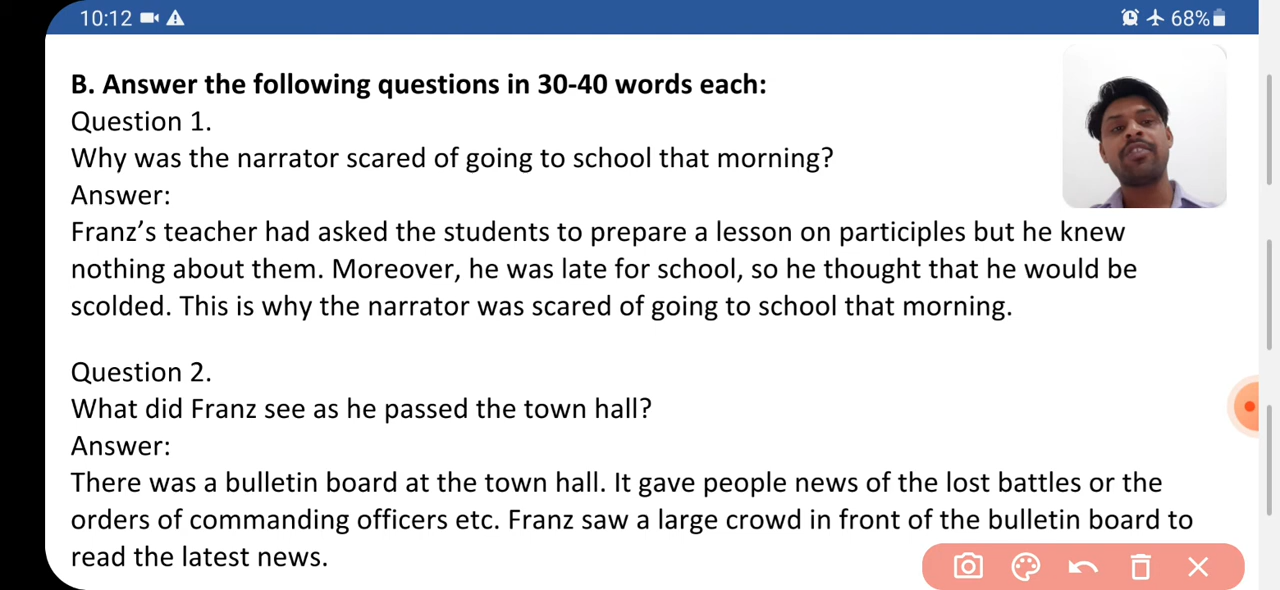 10:12
68%
B. Answer the following questions in 30-40 words each:
Question 1.
Why was the narrator scared of going to school that morning?
Answer:
Franz’s teacher had asked the students to prepare a lesson on participles but he knew
nothing about them. Moreover, he was late for school, so he thought that he would be
scolded. This is why the narrator was scared of going to school that morning.
Question 2.
What did Franz see as he passed the town hall?
Answer:
There was a bulletin board at the town hall. It gave people news of the lost battles or the
orders of commanding officers etc. Franz saw a large crowd in front of the bulletin board to
read the latest news.